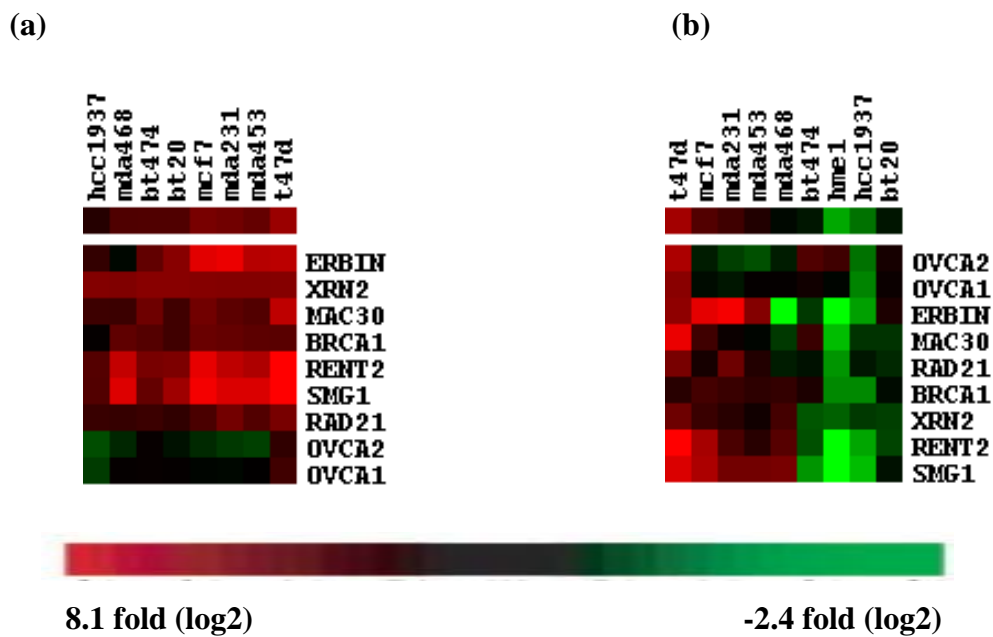 (a)
(b)
hcc1937
mda468
bt474
bt20
mcf7
mda231
mda453
t47d
ERBIN
XRN2
MAC30
BRCA1
RENT2
SMG1
RAD21
OVCA2
OVCA1
t47d
mcf7
mda231
mda453
mda468
bt474
hme1
hcc1937
bt20
OVCA2
OVCA1
ERBIN
MAC30
RAD21
BRCA1
XRN2
RENT2
SMG1
8.1 fold (log2)
-2.4 fold (log2)